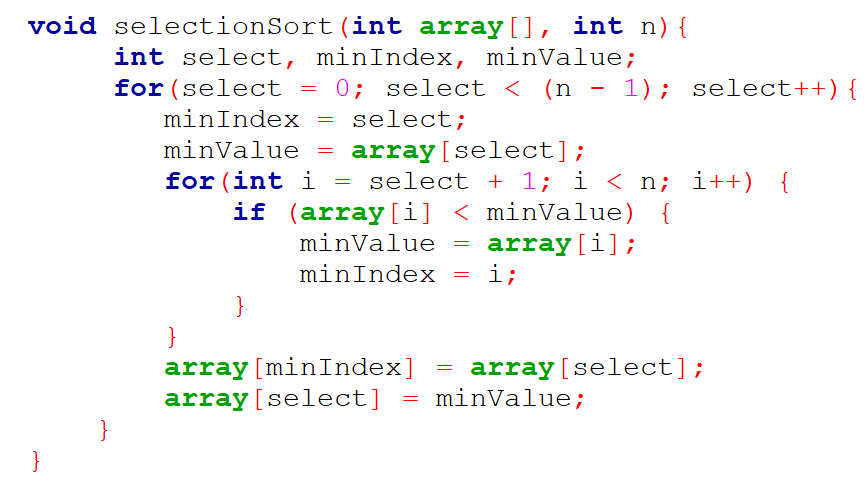 void selectionSort(int array[], int n){
int select, minIndex, minValue;
for(select = 0; select < (n - 1); select++){
minIndex = select;
minValue = array[select];
for(int i = select + 1; i < n; i++) {
if (array[i] < minValue) {
minValue = array[i];
minIndex = i;
}
}
array[minIndex] = array[select];
array[select] = minValue;
}
}